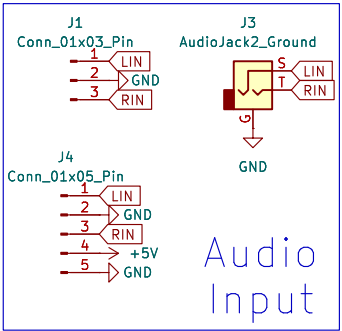 J1
Conn_01x03_Pin
1 LIN
2 GND
3 RIN
J3
AudioJack2_Ground
S LIN
T RIN
G
GND
J4
Conn_01x05_Pin
1 LIN
2 GND
3 RIN
4 +5V
5 GND
Audio
Input